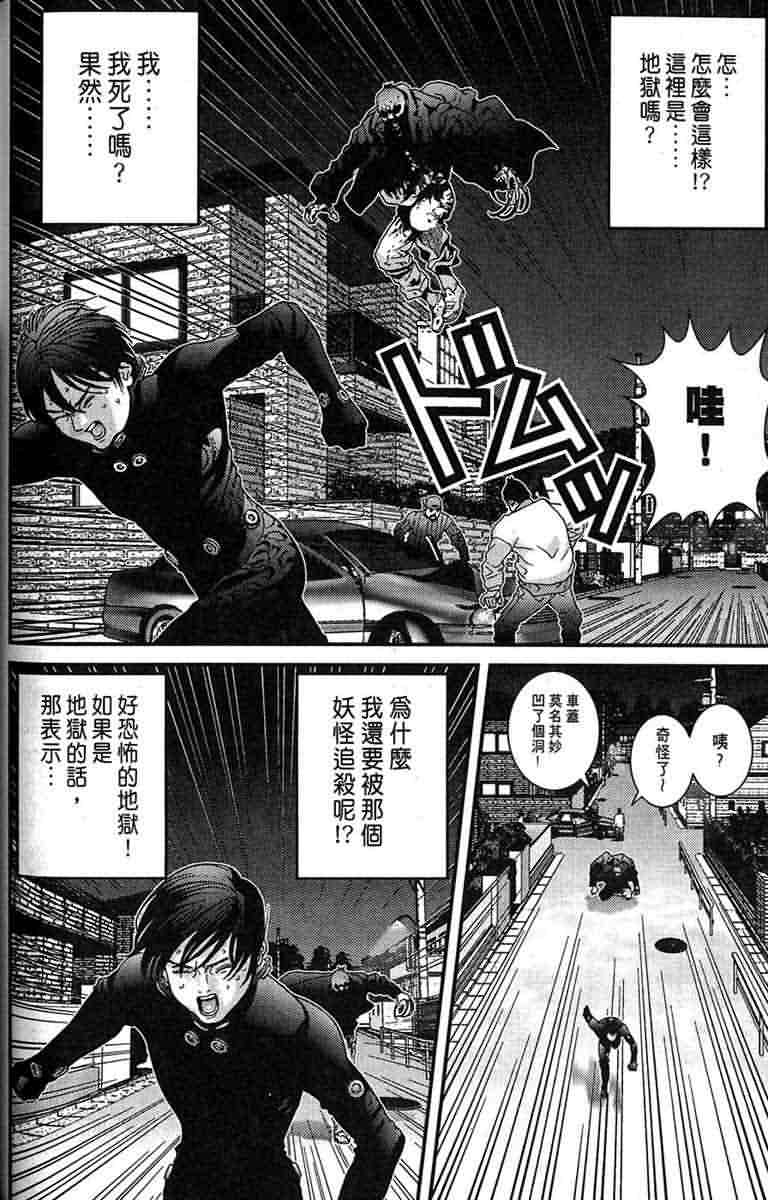 怎…
怎麼會這樣!?
這裡是……
地獄嗎？
我……
我死了嗎？
果然……
哇！
ドンッ
咦？
奇怪了～
車蓋
莫名其妙
凹了個洞！
為什麼
我還要被那個
妖怪追殺呢!?
好恐怖的地獄！
如果是
地獄的話，
那表示…